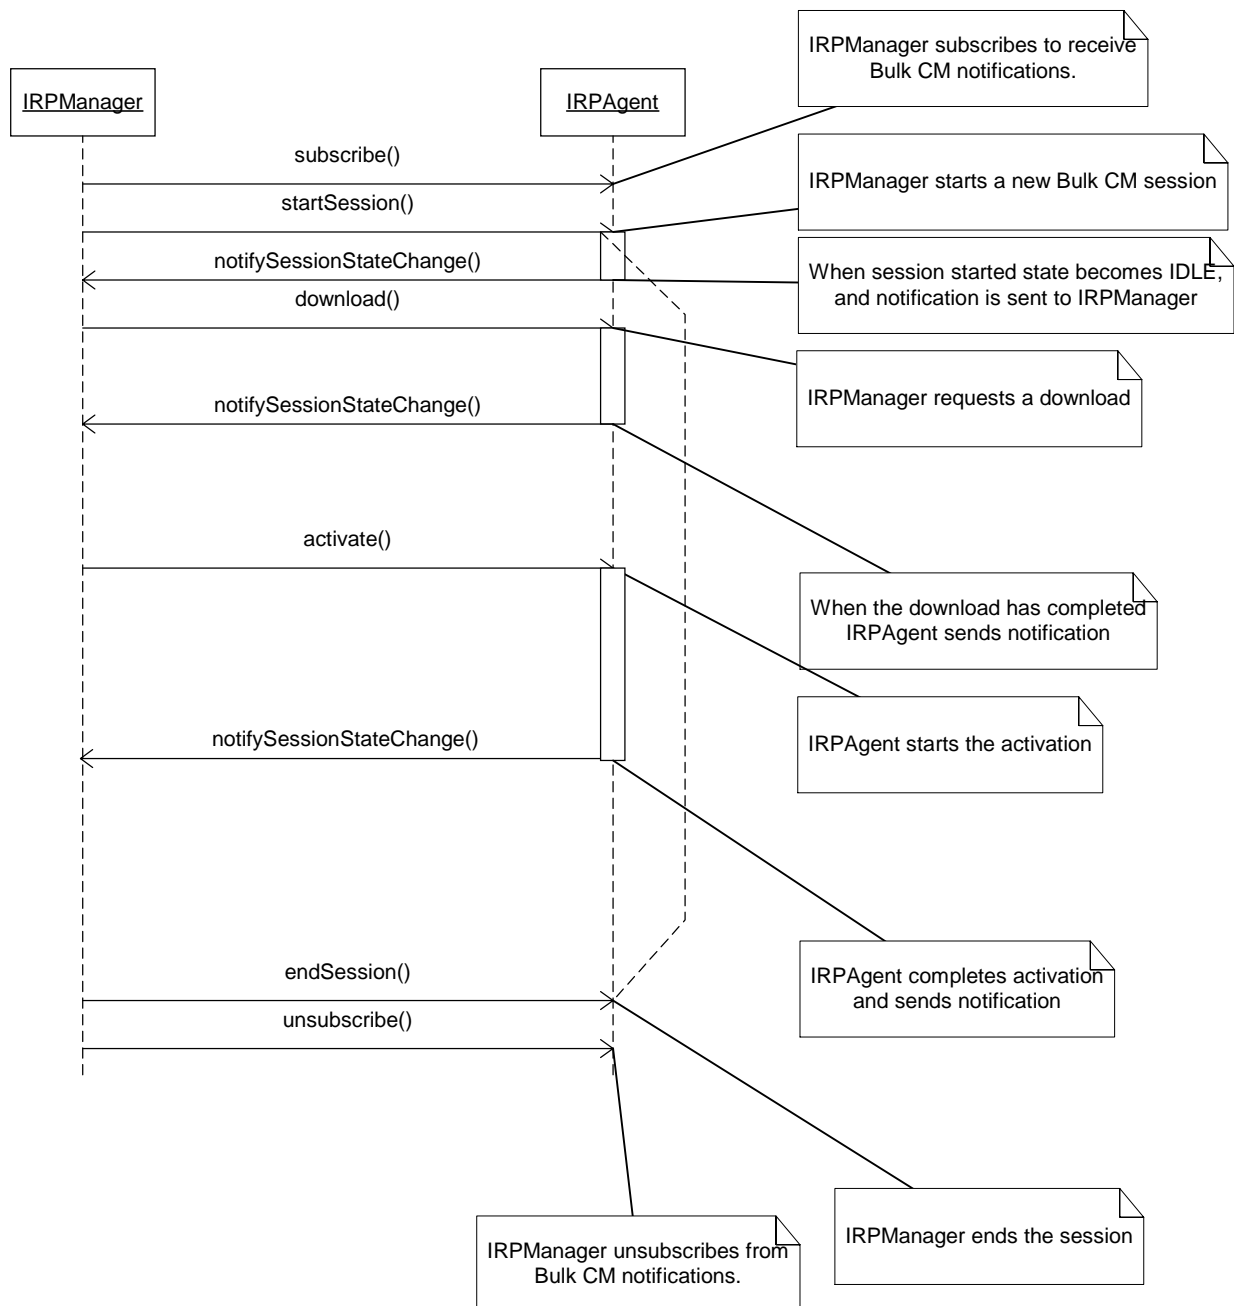 IRPManager subscribes to receive
Bulk CM notifications.
IRPManager
IRPAgent
subscribe()
IRPManager starts a new Bulk CM session
startSession()
notifySessionStateChange()
When session started state becomes IDLE,
and notification is sent to IRPManager
download()
IRPManager requests a download
notifySessionStateChange()
activate()
When the download has completed
IRPAgent sends notification
notifySessionStateChange()
IRPAgent starts the activation
endSession()
IRPAgent completes activation
and sends notification
unsubscribe()
IRPManager ends the session
IRPManager unsubscribes from
Bulk CM notifications.